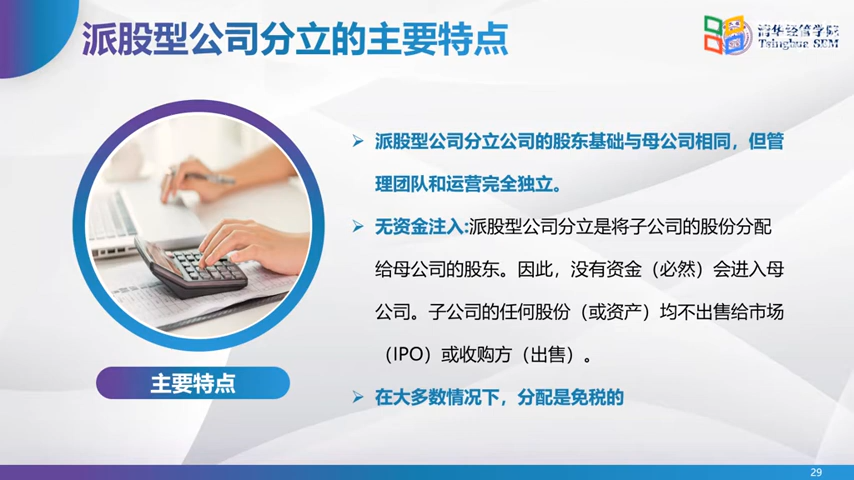 派股型公司分立的主要特点
清华经管学院
Tsinghua SEM
派股型公司分立公司的股东基础与母公司相同，但管
理团队和运营完全独立。
无资金注入:派股型公司分立是将子公司的股份分配
给母公司的股东。因此，没有资金（必然）会进入母
公司。子公司的任何股份（或资产）均不出售给市场
（IPO）或收购方（出售）。
在大多数情况下，分配是免税的
主要特点
29